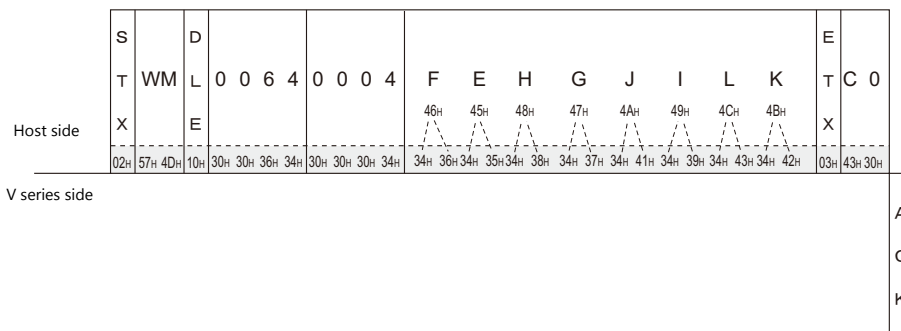 S D E
T WM L 0 0 6 4 0 0 0 4 F E H G J I L K T C 0
46H 45H 48H 47H 4AH 49H 4CH 4BH
X E X
Host side
02H 57H 4DH 10H 30H 30H 36H 34H 30H 30H 30H 34H 34H 36H 34H 35H 34H 38H 34H 37H 34H 41H 34H 39H 34H 43H 34H 42H 03H 43H 30H
V series side
A
C
K